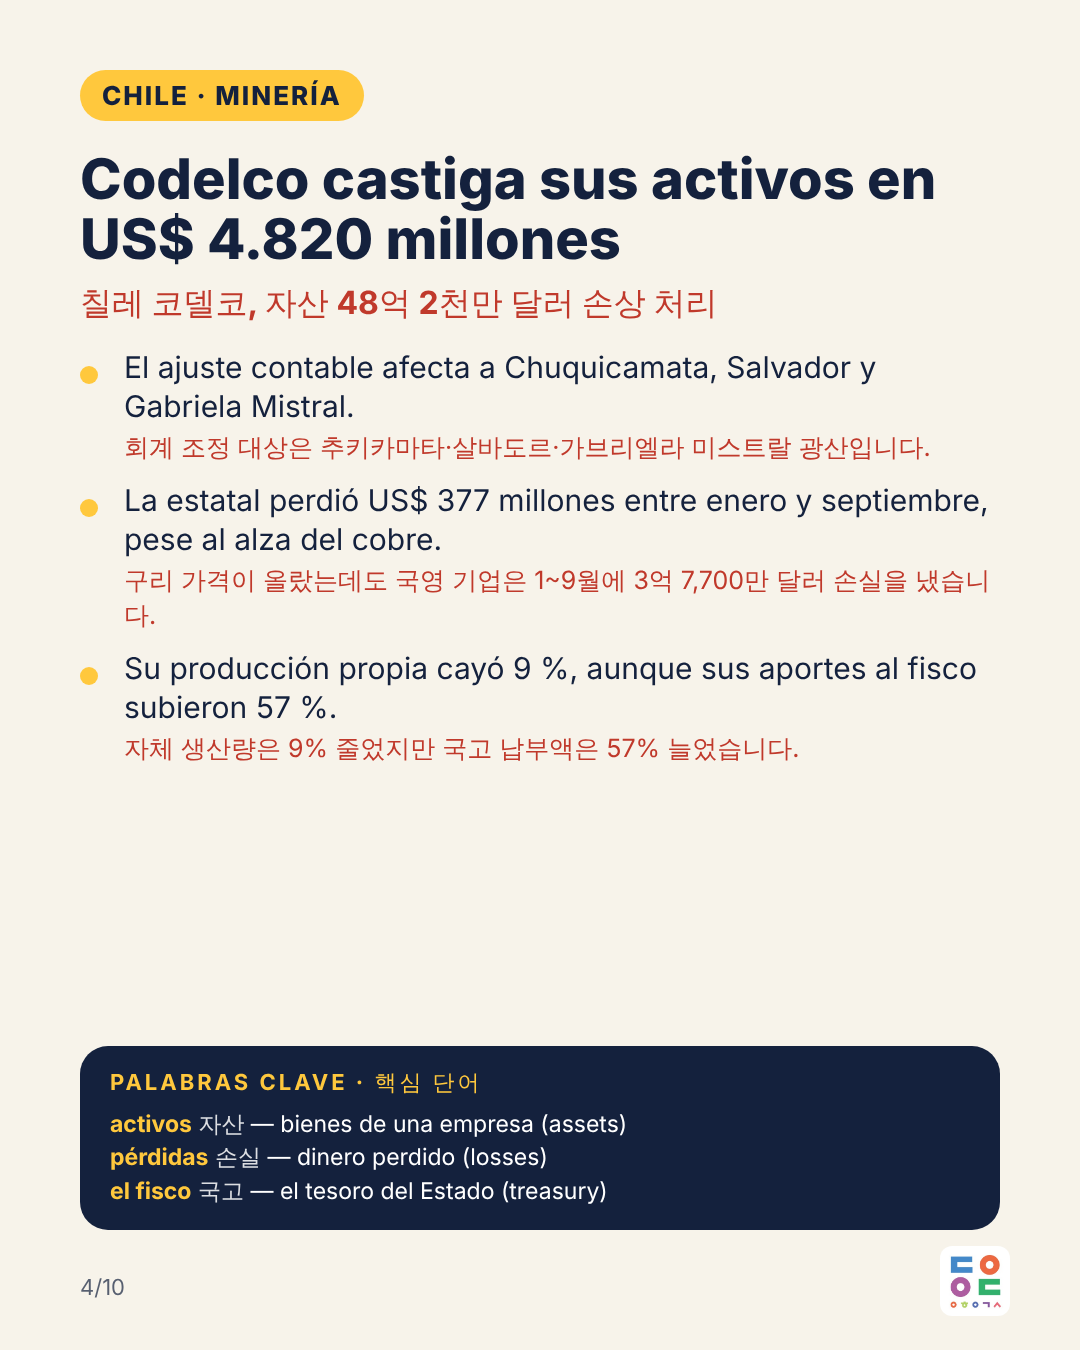 CHILE · MINERÍA
Codelco castiga sus activos en
US$ 4.820 millones
칠레 코델코, 자산 48억 2천만 달러 손상 처리
El ajuste contable afecta a Chuquicamata, Salvador y
Gabriela Mistral.
회계 조정 대상은 추키카마타·살바도르·가브리엘라 미스트랄 광산입니다.
La estatal perdió US$ 377 millones entre enero y septiembre,
pese al alza del cobre.
구리 가격이 올랐는데도 국영 기업은 1~9월에 3억 7,700만 달러 손실을 냈습니
다.
Su producción propia cayó 9 %, aunque sus aportes al fisco
subieron 57 %.
자체 생산량은 9% 줄었지만 국고 납부액은 57% 늘었습니다.
PALABRAS CLAVE · 핵심 단어
activos 자산 — bienes de una empresa (assets)
pérdidas 손실 — dinero perdido (losses)
el fisco 국고 — el tesoro del Estado (treasury)
4/10